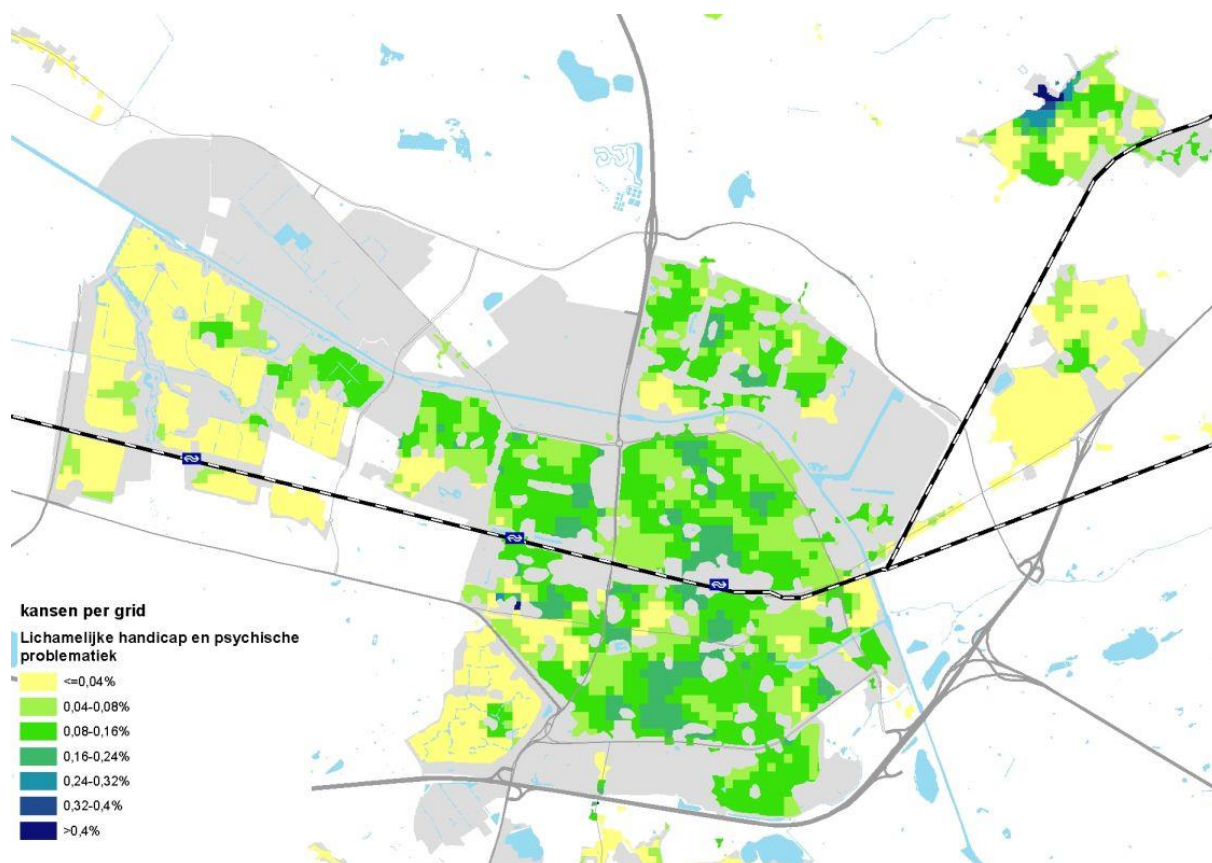 kansen per grid
Lichamelijke handicap en psychische
problematiek
<=0,04%
0,04-0,08%
0,08-0,16%
0,16-0,24%
0,24-0,32%
0,32-0,4%
>0,4%